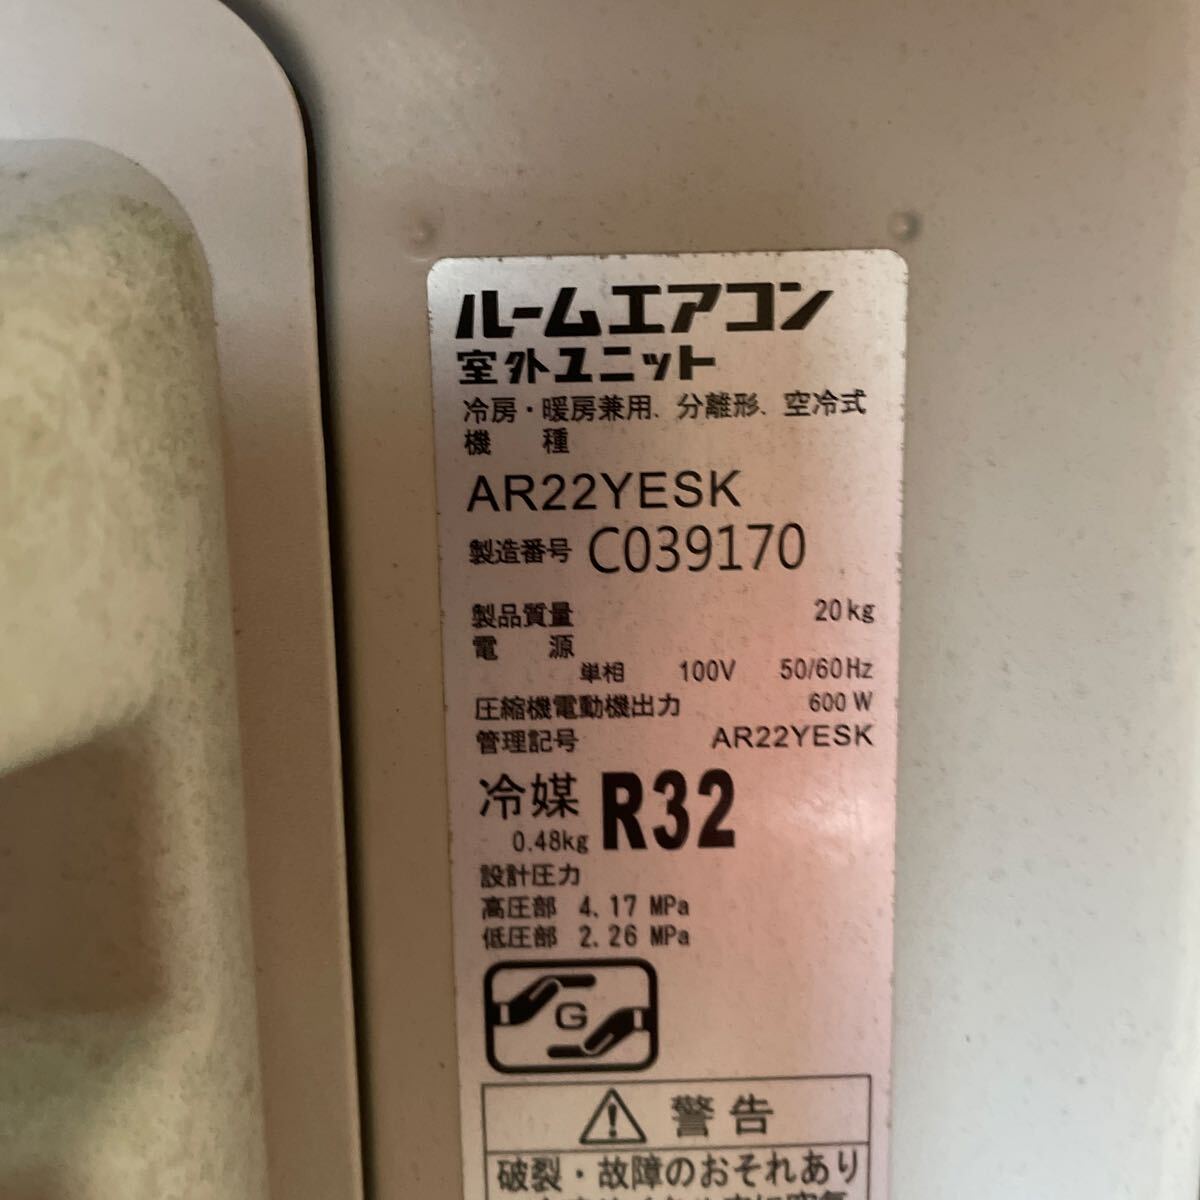 ルームエアコン
室外ユニット
冷房・暖房兼用、分離形、空冷式
機 種
AR22YESK
製造番号 C039170
製品質量 20kg
電 源
単相 100V 50/60Hz
圧縮機電動機出力 600W
管理記号 AR22YESK
冷媒 R32
0.48kg
設計圧力
高圧部 4.17 MPa
低圧部 2.26 MPa
G
警告
破裂・故障のおそれあり